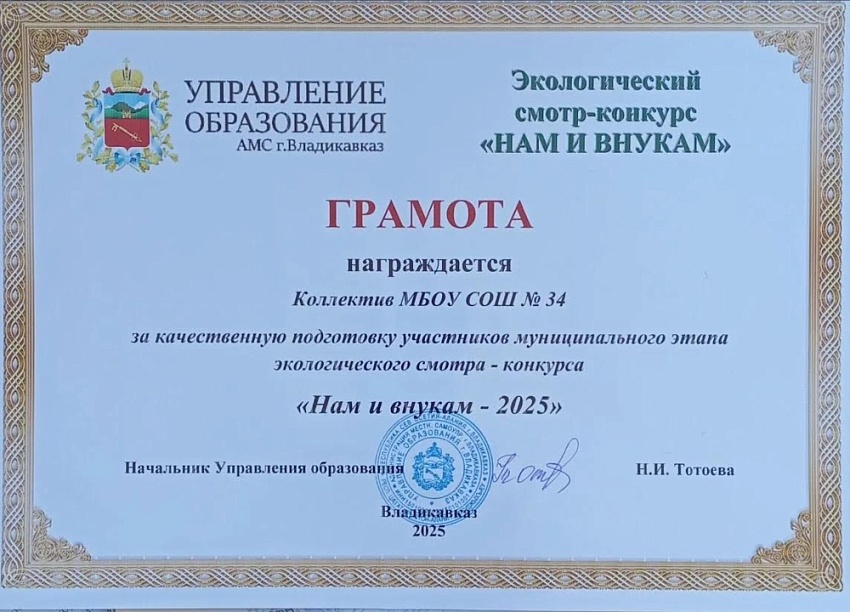 УПРАВЛЕНИЕ
ОБРАЗОВАНИЯ
АМС г.Владикавказ
Экологический
смотр-конкурс
«НАМ И ВНУКАМ»
ГРАМОТА
награждается
Коллектив МБОУ СОШ № 34
за качественную подготовку участников муниципального этапа
экологического смотра - конкурса
«Нам и внукам - 2025»
Начальник Управления образования
Н.И. Тотоева
Владикавказ
2025